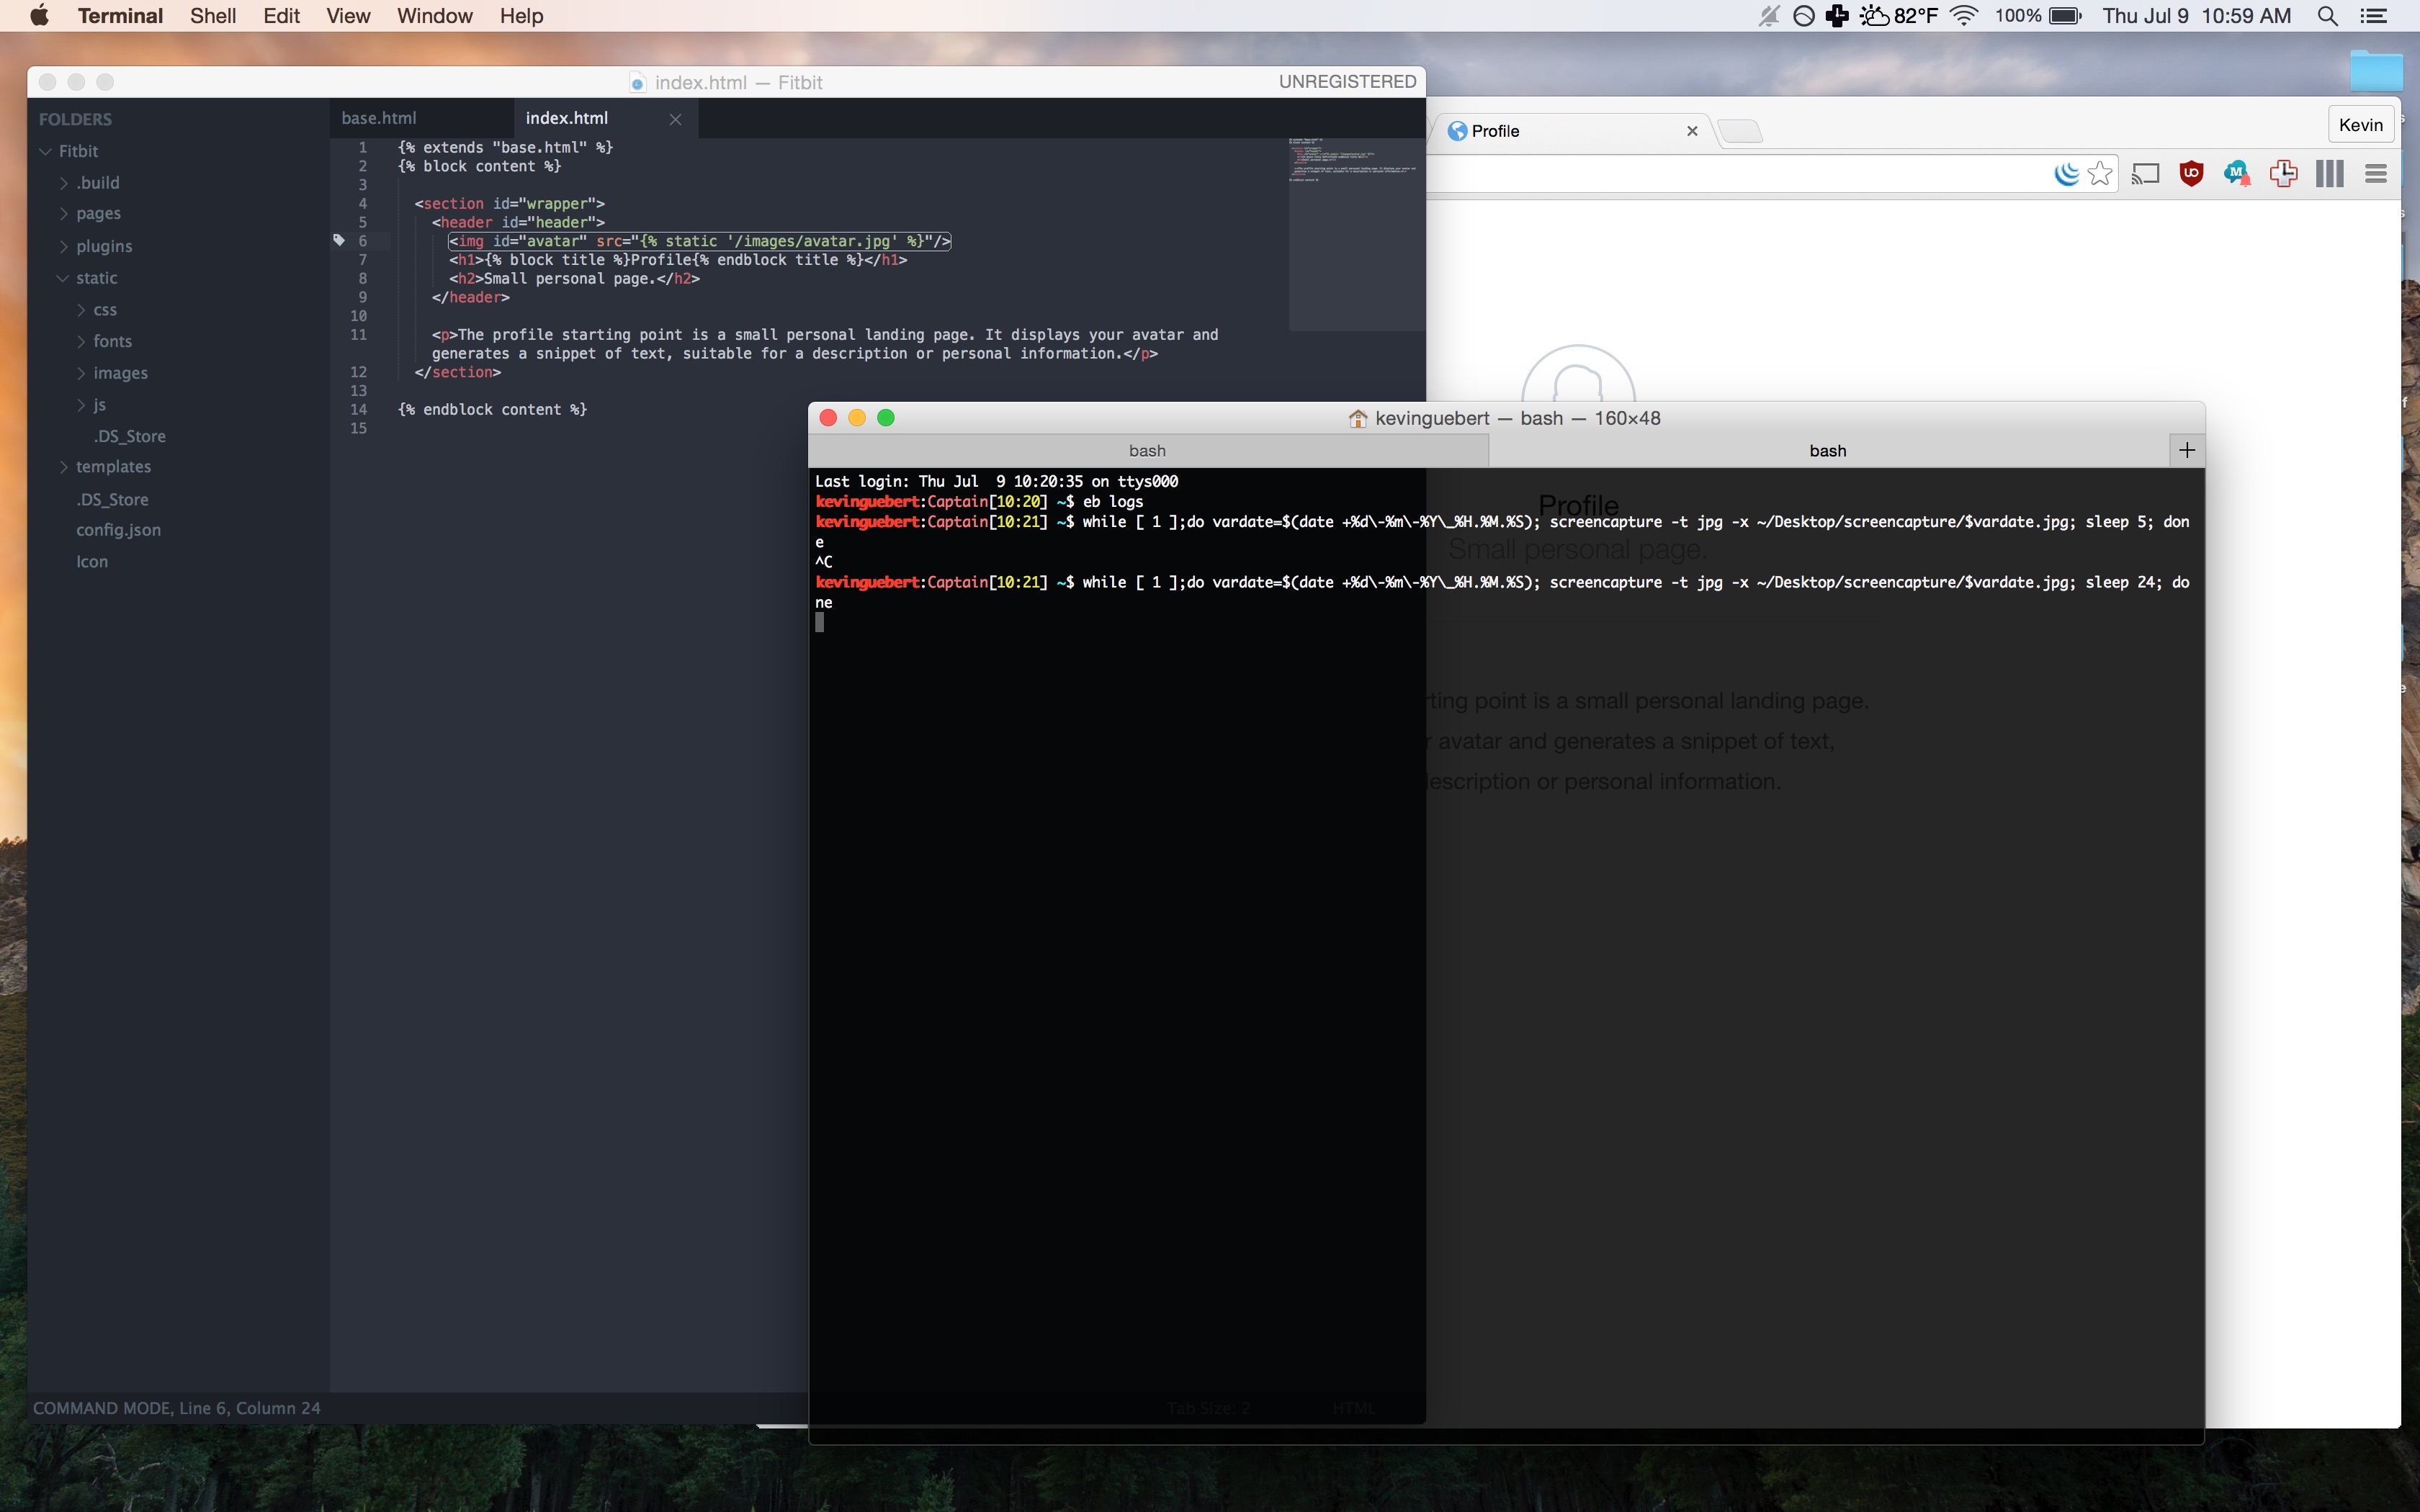 Terminal Shell Edit View Window Help 82°F 100% Thu Jul 9 10:59 AM
index.html — Fitbit UNREGISTERED
FOLDERS
Fitbit
.build
pages
plugins
static
css
fonts
images
js
.DS_Store
templates
.DS_Store
config.json
Icon
base.html index.html
1 {% extends "base.html" %}
2 {% block content %}
3
4 <section id="wrapper">
5 <header id="header">
6 <img id="avatar" src="{% static '/images/avatar.jpg' %}"/>
7 <h1>{% block title %}Profile{% endblock title %}</h1>
8 <h2>Small personal page.</h2>
9 </header>
10
11 <p>The profile starting point is a small personal landing page. It displays your avatar and
generates a snippet of text, suitable for a description or personal information.</p>
12 </section>
13
14 {% endblock content %}
15
COMMAND MODE, Line 6, Column 24 Tab Size: 2 HTML
Profile Kevin
kevinguebert — bash — 160×48
bash bash
Last login: Thu Jul  9 10:20:35 on ttys000
kevinguebert:Captain[10:20] ~$ eb logs
kevinguebert:Captain[10:21] ~$ while [ 1 ];do vardate=$(date +%d\-%m\-%Y\_%H.%M.%S); screencapture -t jpg -x ~/Desktop/screencapture/$vardate.jpg; sleep 5; don
e
^C
kevinguebert:Captain[10:21] ~$ while [ 1 ];do vardate=$(date +%d\-%m\-%Y\_%H.%M.%S); screencapture -t jpg -x ~/Desktop/screencapture/$vardate.jpg; sleep 24; do
ne
Profile
Small personal page.
rting point is a small personal landing page.
r avatar and generates a snippet of text,
description or personal information.